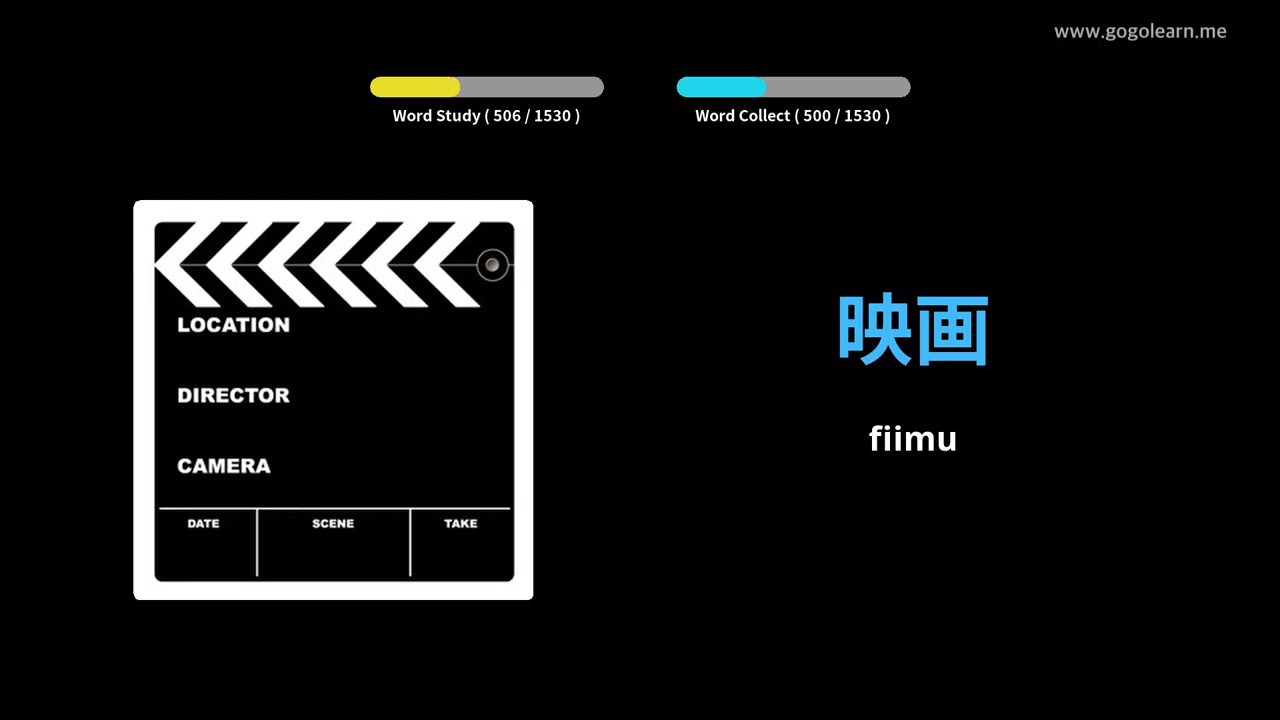 www.gogolearn.me
Word Study ( 506 / 1530 )
Word Collect ( 500 / 1530 )
LOCATION
DIRECTOR
CAMERA
DATE
SCENE
TAKE
映画
fiimu